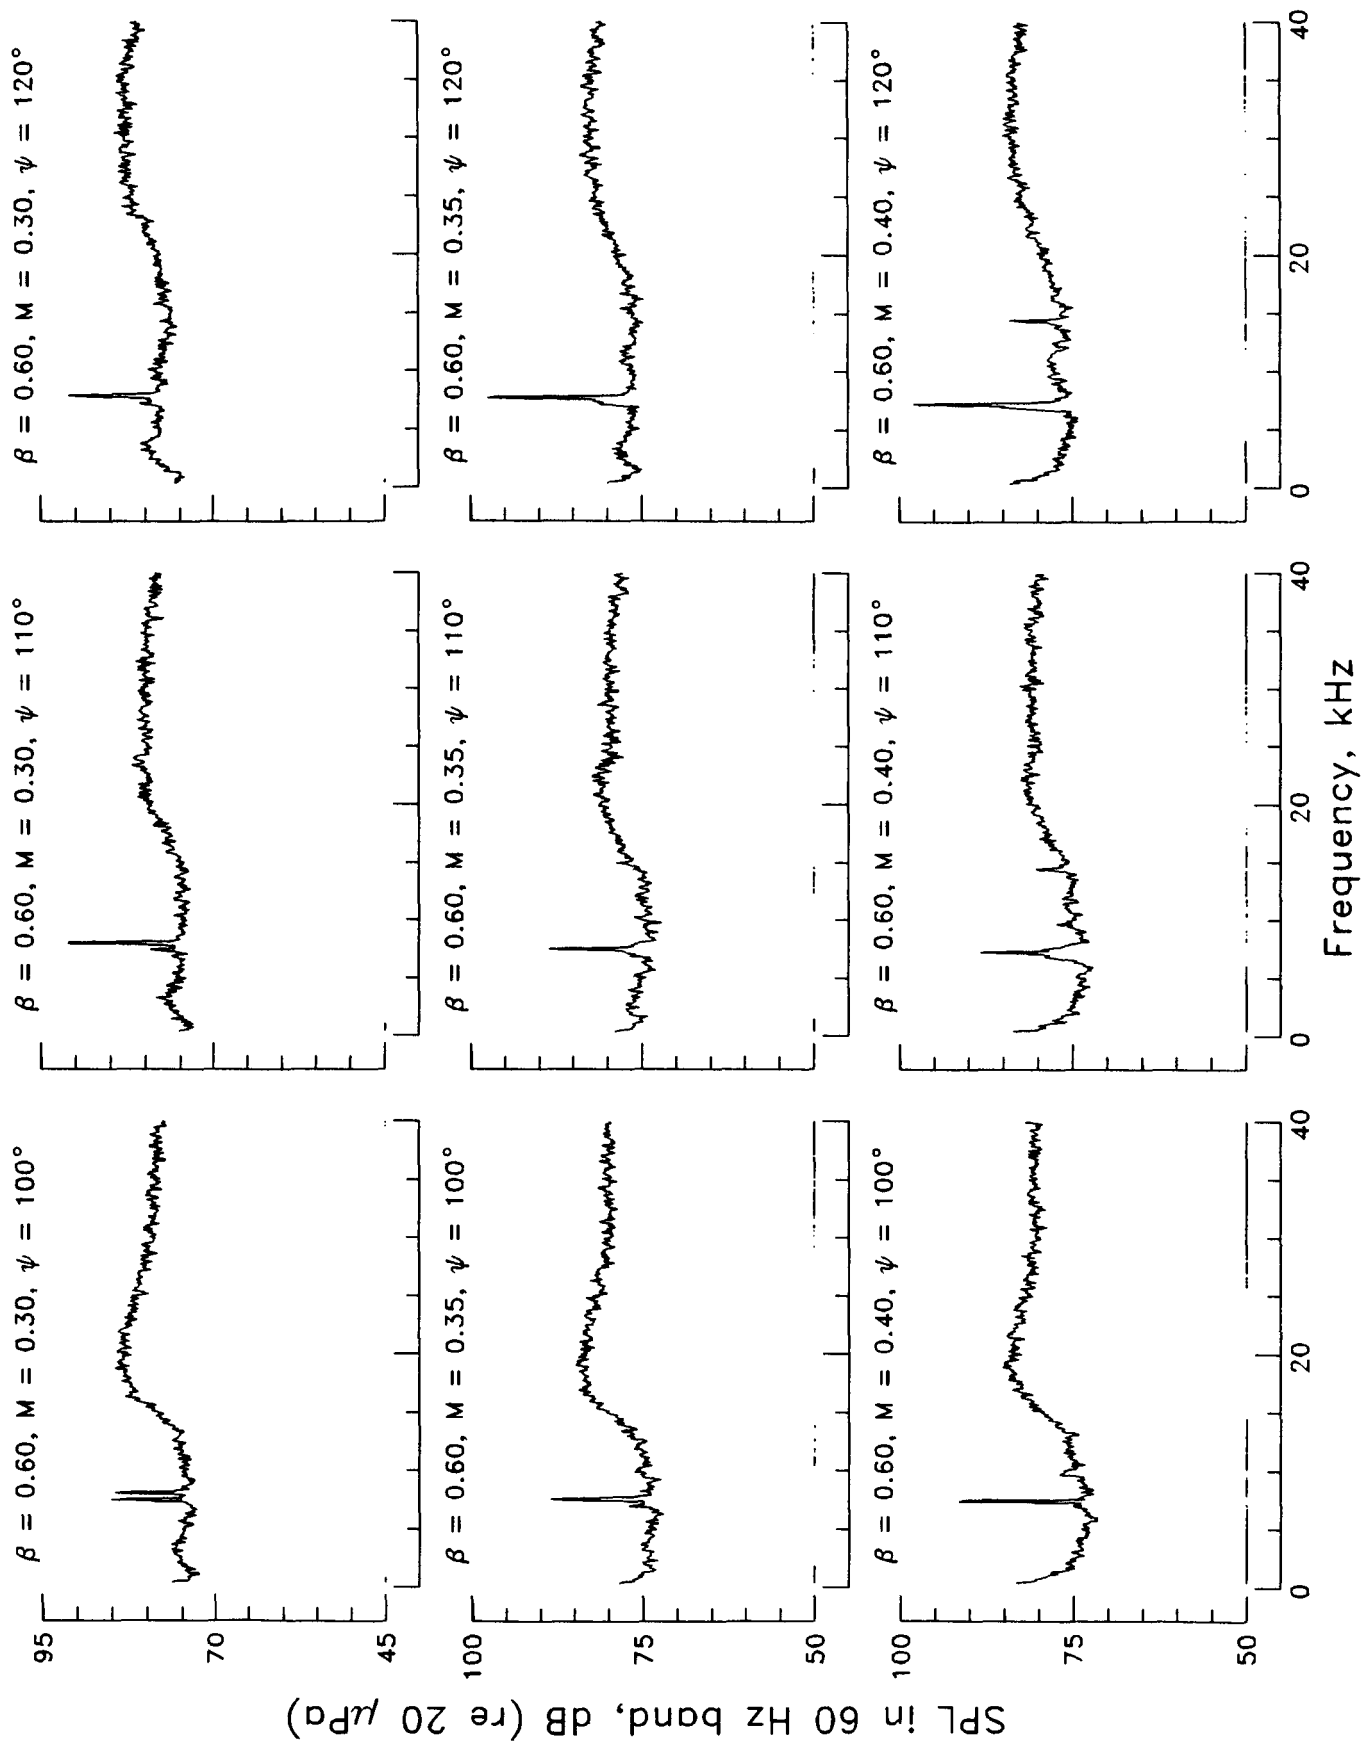 β = 0.60, M = 0.30, ψ = 100°
β = 0.60, M = 0.30, ψ = 110°
β = 0.60, M = 0.30, ψ = 120°
95
70
45
β = 0.60, M = 0.35, ψ = 100°
β = 0.60, M = 0.35, ψ = 110°
β = 0.60, M = 0.35, ψ = 120°
100
75
50
β = 0.60, M = 0.40, ψ = 100°
β = 0.60, M = 0.40, ψ = 110°
β = 0.60, M = 0.40, ψ = 120°
100
75
50
0 20 40
0 20 40
0 20 40
SPL in 60 Hz band, dB (re 20 μPa)
Frequency, kHz